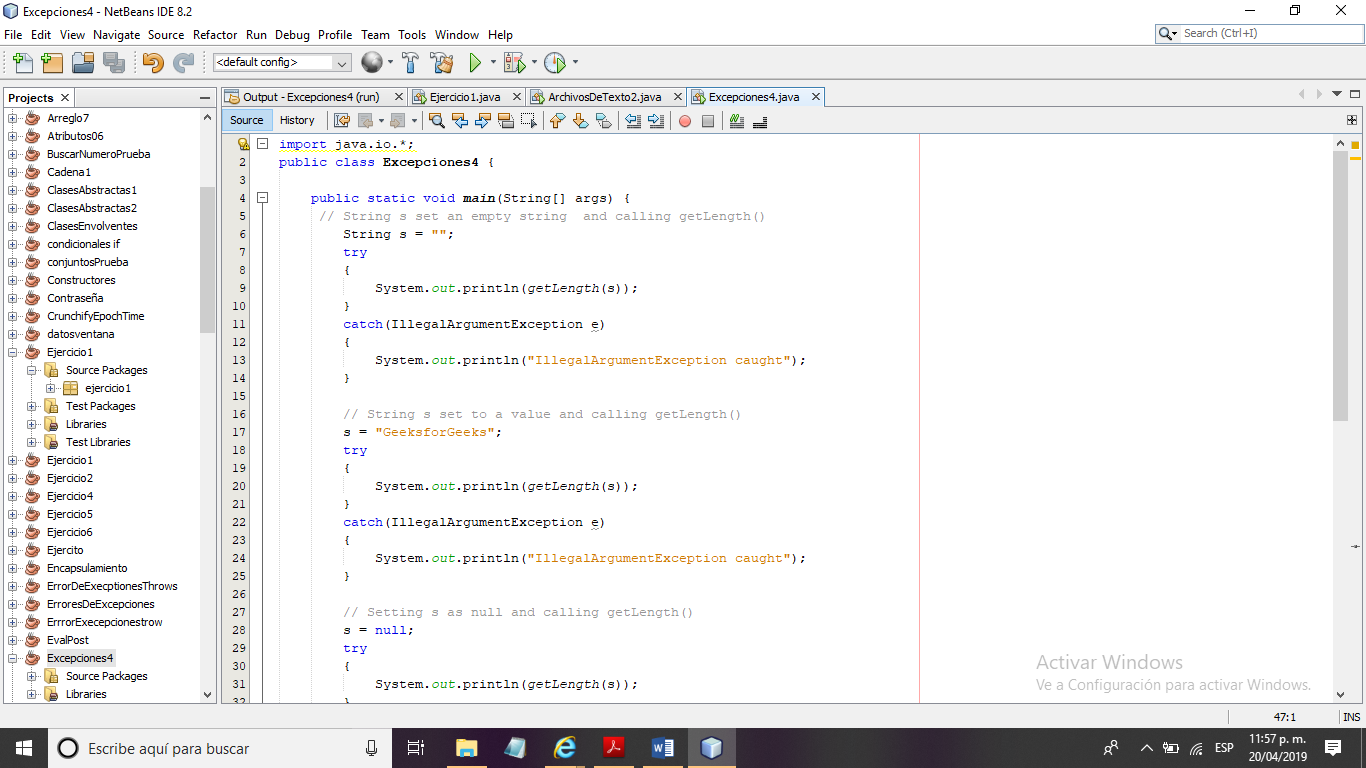 Excepciones4 - NetBeans IDE 8.2
File Edit View Navigate Source Refactor Run Debug Profile Team Tools Window Help
Search (Ctrl+I)
<default config>
Projects
Arreglo7
Atributos06
BuscarNumeroPrueba
Cadena1
ClasesAbstractas1
ClasesAbstractas2
ClasesEnvolventes
condicionales if
conjuntosPrueba
Constructores
Contraseña
CrunchifyEpochTime
datosventana
Ejercicio1
Source Packages
ejercicio1
Test Packages
Libraries
Test Libraries
Ejercicio1
Ejercicio2
Ejercicio4
Ejercicio5
Ejercicio6
Ejercito
Encapsulamiento
ErrorDeExecptionesThrows
ErroresDeExcepciones
ErrrorExecepcionestrow
EvalPost
Excepciones4
Source Packages
Libraries
Output - Excepciones4 (run) Ejercicio1.java ArchivosDeTexto2.java Excepciones4.java
Source History
import java.io.*;
2 public class Excepciones4 {
3
4 public static void main(String[] args) {
5 // String s set an empty string  and calling getLength()
6 String s = "";
7 try
8 {
9 System.out.println(getLength(s));
10 }
11 catch(IllegalArgumentException e)
12 {
13 System.out.println("IllegalArgumentException caught");
14 }
15
16 // String s set to a value and calling getLength()
17 s = "GeeksforGeeks";
18 try
19 {
20 System.out.println(getLength(s));
21 }
22 catch(IllegalArgumentException e)
23 {
24 System.out.println("IllegalArgumentException caught");
25 }
26
27 // Setting s as null and calling getLength()
28 s = null;
29 try
30 {
31 System.out.println(getLength(s));
32 }
Activar Windows
Ve a Configuración para activar Windows.
47:1 INS
Escribe aquí para buscar
ESP
11:57 p. m.
20/04/2019